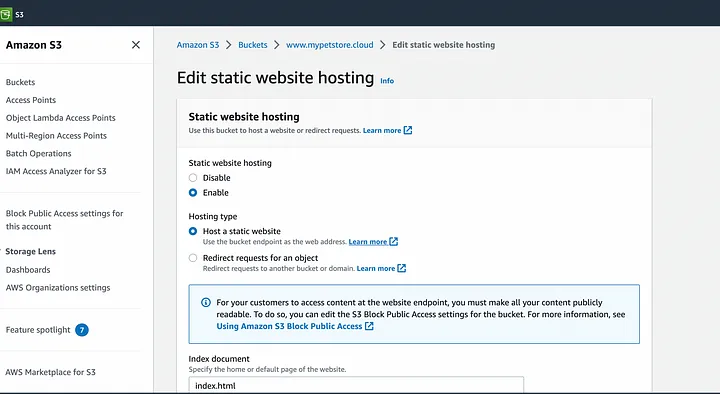 S3
Amazon S3
Buckets
Access Points
Object Lambda Access Points
Multi-Region Access Points
Batch Operations
IAM Access Analyzer for S3
Block Public Access settings for
this account
Storage Lens
Dashboards
AWS Organizations settings
Feature spotlight 7
AWS Marketplace for S3
Amazon S3 > Buckets > www.mypetstore.cloud > Edit static website hosting
Edit static website hosting Info
Static website hosting
Use this bucket to host a website or redirect requests. Learn more
Static website hosting
Disable
Enable
Hosting type
Host a static website
Use the bucket endpoint as the web address. Learn more
Redirect requests for an object
Redirect requests to another bucket or domain. Learn more
For your customers to access content at the website endpoint, you must make all your content publicly
readable. To do so, you can edit the S3 Block Public Access settings for the bucket. For more information, see
Using Amazon S3 Block Public Access
Index document
Specify the home or default page of the website.
index.html